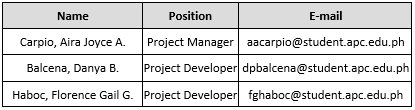 Name Position E-mail
Carpio, Aira Joyce A. Project Manager aacarpio@student.apc.edu.ph
Balcena, Danya B. Project Developer dpbalcena@student.apc.edu.ph
Haboc, Florence Gail G. Project Developer fghaboc@student.apc.edu.ph